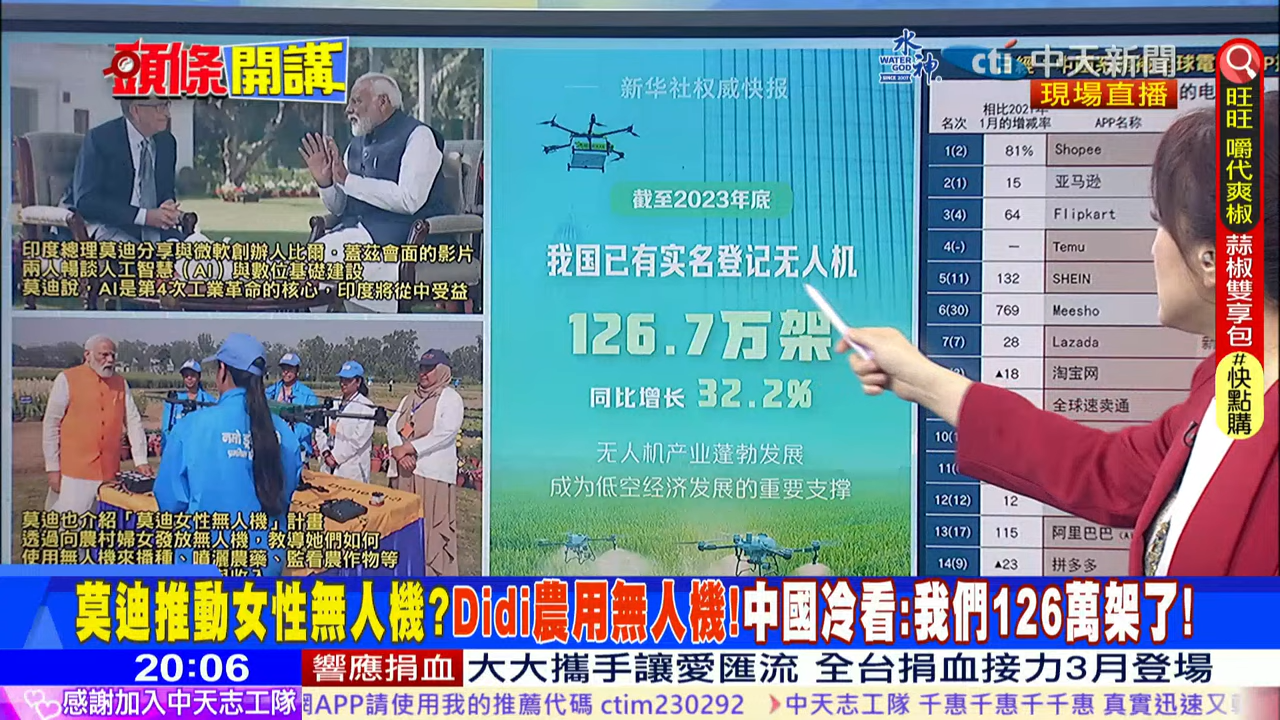 頭條開講
水神
WATER GOD
SINCE 2007
cti 中天新聞
現場直播
旺旺 嚼代爽椒 蒜椒雙享包 #快點購
印度總理莫迪分享與微軟創辦人比爾．蓋茲會面的影片
兩人暢談人工智慧（AI）與數位基礎建設
莫迪說，AI是第4次工業革命的核心，印度將從中受益
莫迪也介紹「莫迪女性無人機」計畫
透過向農村婦女發放無人機，教導她們如何
使用無人機來播種、噴灑農藥、監看農作物等
新华社权威快报
截至2023年底
我国已有实名登记无人机
126.7万架
同比增长 32.2%
无人机产业蓬勃发展
成为低空经济发展的重要支撑
的电
名次 相比2021年1月的增减率 APP名称
1(2) 81% Shopee
2(1) 15 亚马逊
3(4) 64 Flipkart
4(-) — Temu
5(11) 132 SHEIN
6(30) 769 Meesho
7(7) 28 Lazada
▲18 淘宝网
全球速卖通
12(12) 12
13(17) 115 阿里巴巴
14(9) ▲23 拼多多
莫迪推動女性無人機?Didi農用無人機!中國冷看:我們126萬架了!
20:06 響應捐血 大大攜手讓愛匯流 全台捐血接力3月登場
感謝加入中天志工隊 APP請使用我的推薦代碼 ctim230292 中天志工隊 千惠千惠千千惠 真實迅速又